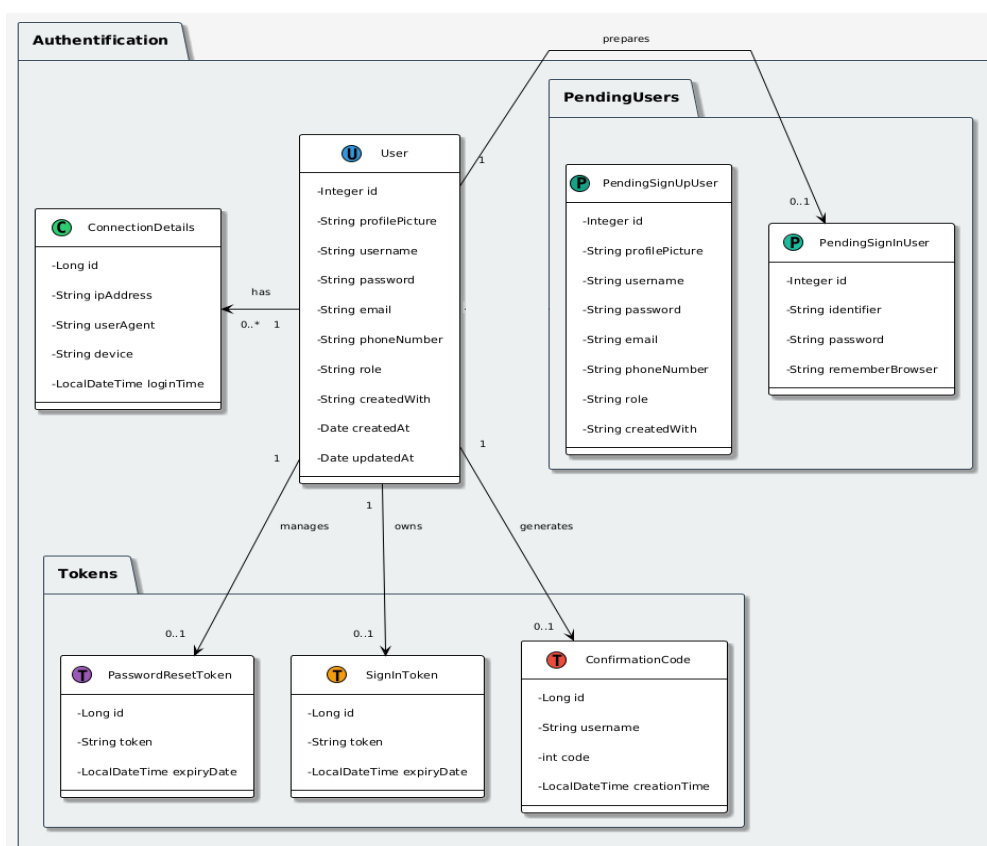 Authentification
prepares
PendingUsers
1
0..1
U User
-Integer id
-String profilePicture
-String username
-String password
-String email
-String phoneNumber
-String role
-String createdWith
-Date createdAt
-Date updatedAt
P PendingSignUpUser
-Integer id
-String profilePicture
-String username
-String password
-String email
-String phoneNumber
-String role
-String createdWith
P PendingSignInUser
-Integer id
-String identifier
-String password
-String rememberBrowser
C ConnectionDetails
-Long id
-String ipAddress
-String userAgent
-String device
-LocalDateTime loginTime
has
0..* 1
1
1
1
manages
owns
generates
Tokens
0..1
0..1
0..1
T PasswordResetToken
-Long id
-String token
-LocalDateTime expiryDate
T SignInToken
-Long id
-String token
-LocalDateTime expiryDate
T ConfirmationCode
-Long id
-String username
-int code
-LocalDateTime creationTime